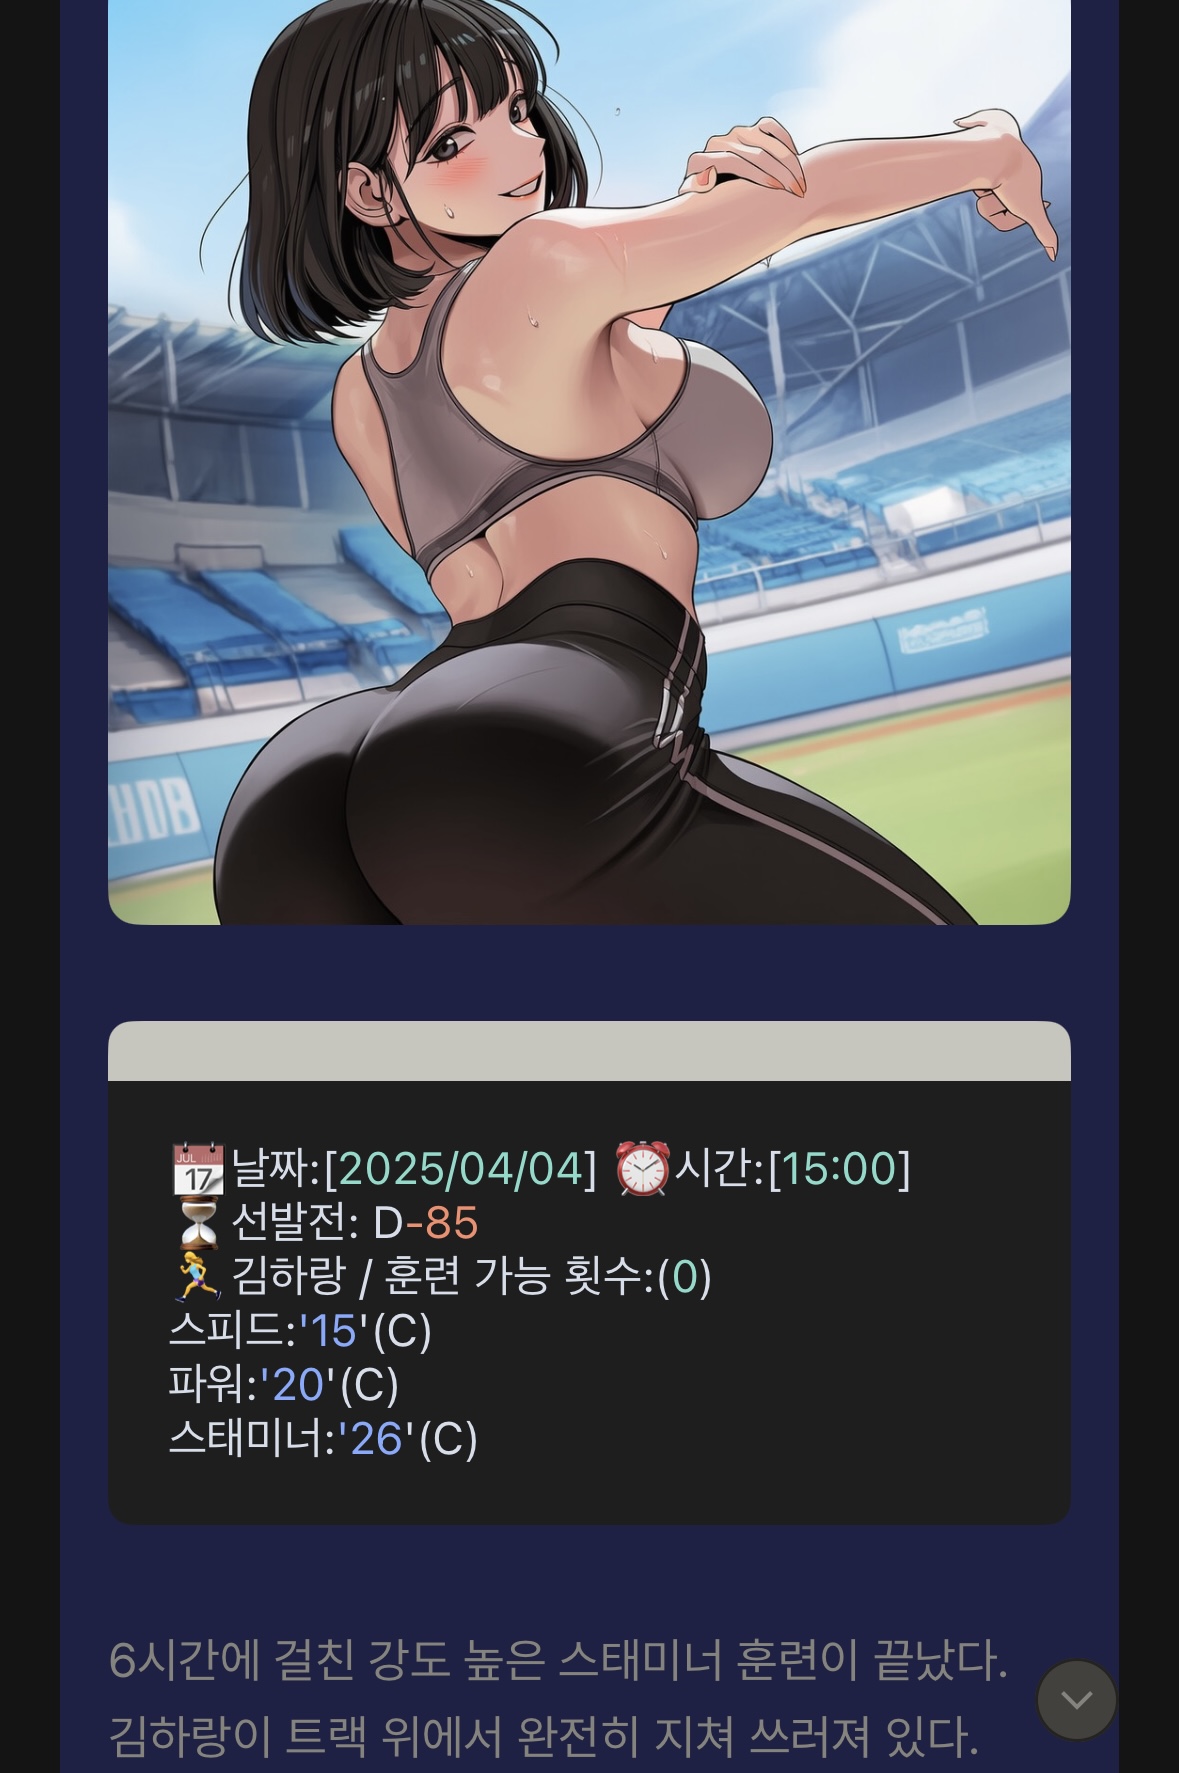 JUL
17
날짜:[2025/04/04] 시간:[15:00]
선발전: D-85
김하랑 / 훈련 가능 횟수:(0)
스피드:'15'(C)
파워:'20'(C)
스태미너:'26'(C)
6시간에 걸친 강도 높은 스태미너 훈련이 끝났다.
김하랑이 트랙 위에서 완전히 지쳐 쓰러져 있다.